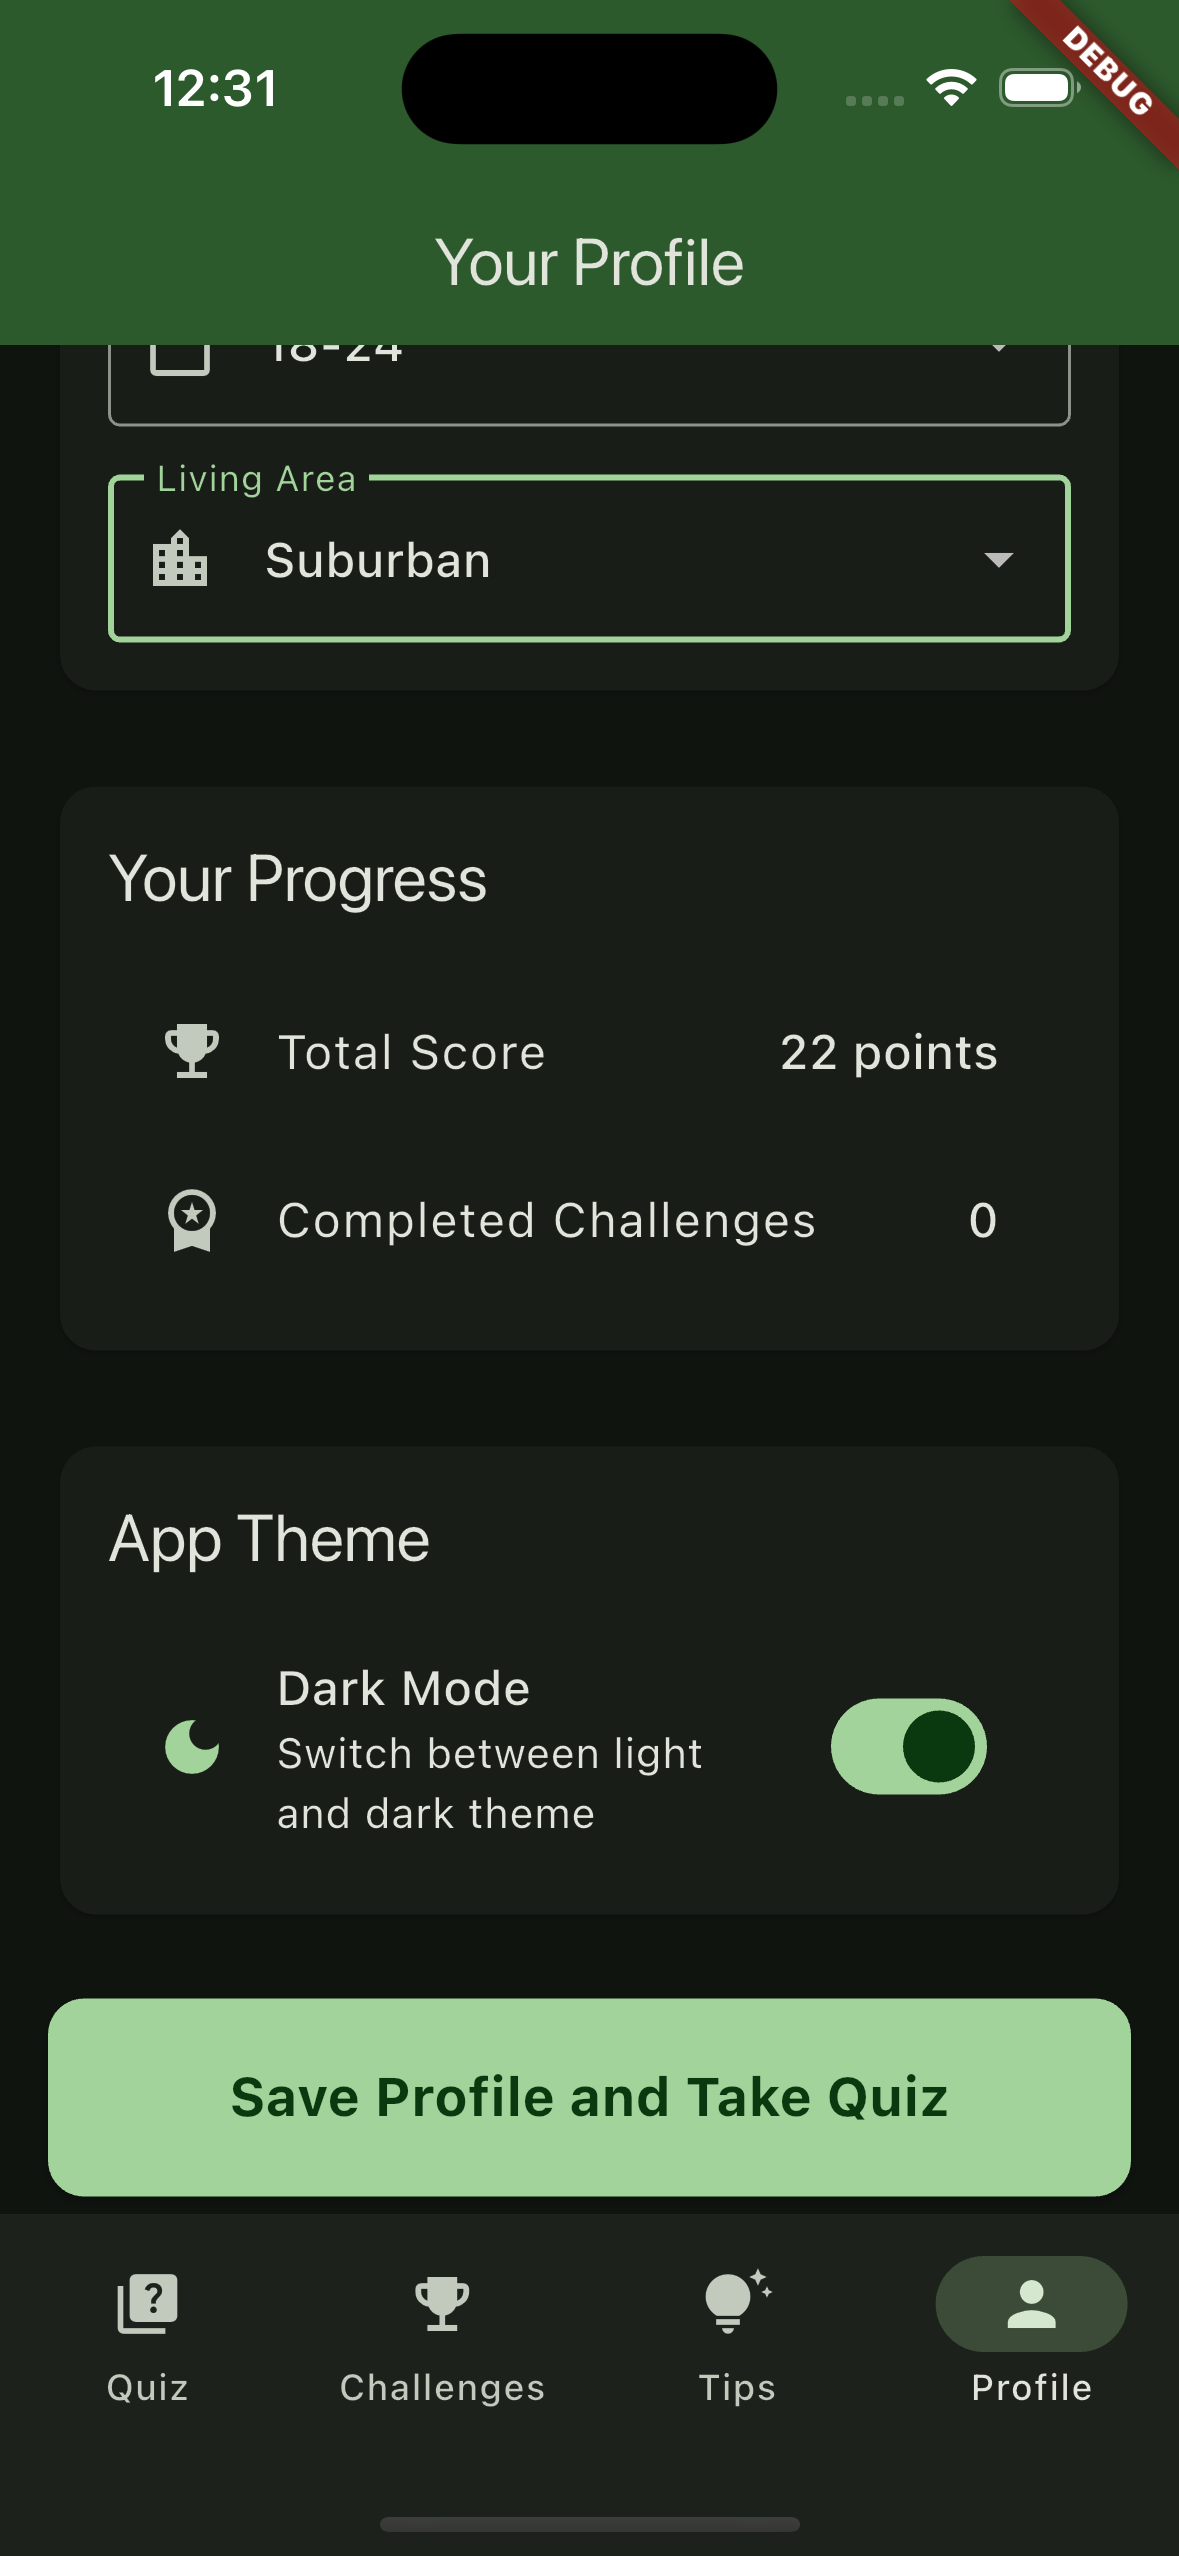 12:31
DEBUG
Your Profile
18-24
Living Area
Suburban
Your Progress
Total Score 22 points
Completed Challenges 0
App Theme
Dark Mode
Switch between light
and dark theme
Save Profile and Take Quiz
Quiz Challenges Tips Profile